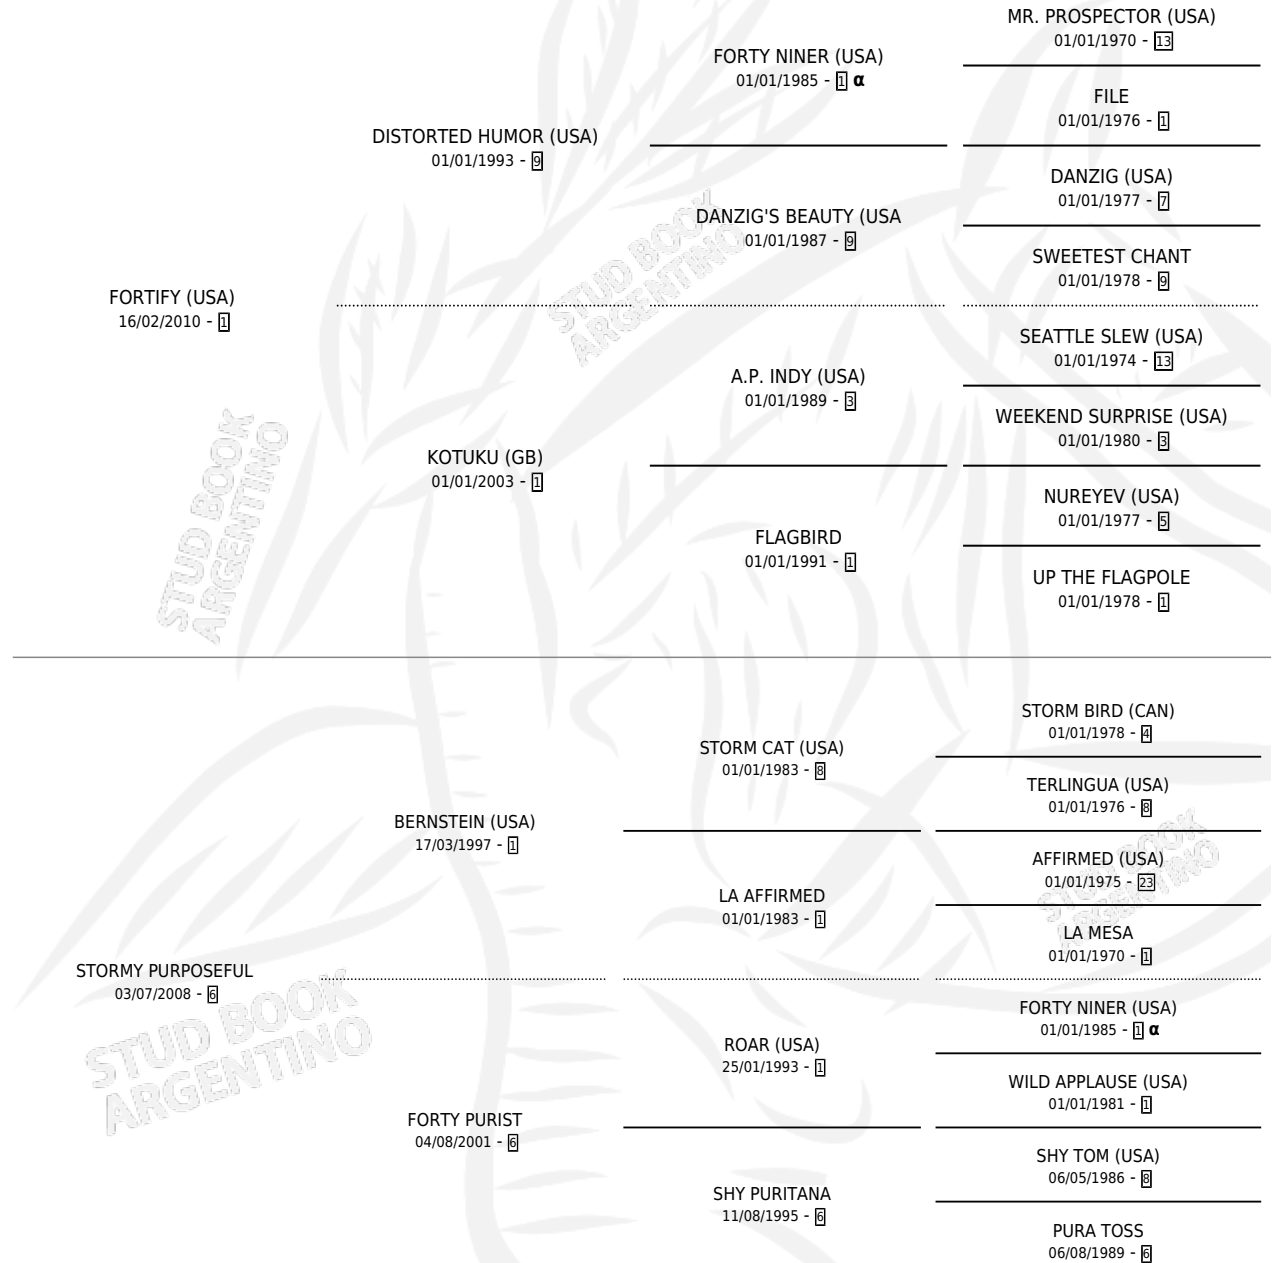 MR. PROSPECTOR (USA)
01/01/1970 - 13
FORTY NINER (USA)
01/01/1985 - 1 α
FILE
01/01/1976 - 1
DISTORTED HUMOR (USA)
01/01/1993 - 9
DANZIG (USA)
01/01/1977 - 7
DANZIG'S BEAUTY (USA
01/01/1987 - 9
SWEETEST CHANT
01/01/1978 - 9
STUD BOOK
ARGENTINO
FORTIFY (USA)
16/02/2010 - 1
SEATTLE SLEW (USA)
01/01/1974 - 13
A.P. INDY (USA)
01/01/1989 - 3
WEEKEND SURPRISE (USA)
01/01/1980 - 3
KOTUKU (GB)
01/01/2003 - 1
NUREYEV (USA)
01/01/1977 - 5
FLAGBIRD
01/01/1991 - 1
UP THE FLAGPOLE
01/01/1978 - 1
STUD BOOK
ARGENTINO
STORM BIRD (CAN)
01/01/1978 - 4
STORM CAT (USA)
01/01/1983 - 8
TERLINGUA (USA)
01/01/1976 - 8
BERNSTEIN (USA)
17/03/1997 - 1
AFFIRMED (USA)
01/01/1975 - 23
LA AFFIRMED
01/01/1983 - 1
LA MESA
01/01/1970 - 1
STUD BOOK
ARGENTINO
STORMY PURPOSEFUL
03/07/2008 - 6
FORTY NINER (USA)
01/01/1985 - 1 α
ROAR (USA)
25/01/1993 - 1
WILD APPLAUSE (USA)
01/01/1981 - 1
STUD BOOK
ARGENTINO
FORTY PURIST
04/08/2001 - 6
SHY TOM (USA)
06/05/1986 - 8
SHY PURITANA
11/08/1995 - 6
PURA TOSS
06/08/1989 - 6